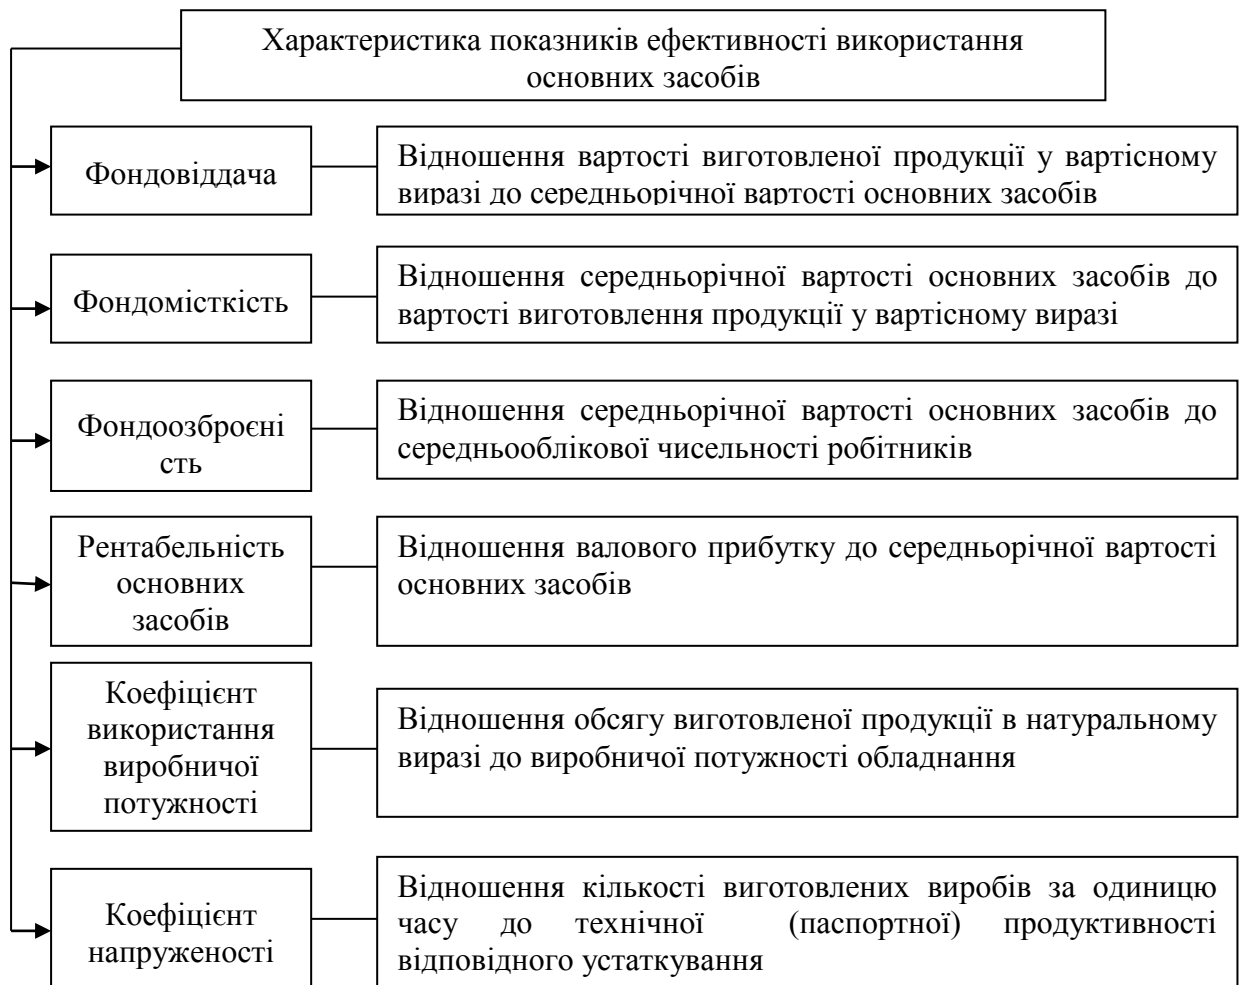 Характеристика показників ефективності використання
основних засобів
Фондовіддача
Відношення вартості виготовленої продукції у вартісному
виразі до середньорічної вартості основних засобів
Фондомісткість
Відношення середньорічної вартості основних засобів до
вартості виготовлення продукції у вартісному виразі
Фондоозброєні
сть
Відношення середньорічної вартості основних засобів до
середньооблікової чисельності робітників
Рентабельність
основних
засобів
Відношення валового прибутку до середньорічної вартості
основних засобів
Коефіцієнт
використання
виробничої
потужності
Відношення обсягу виготовленої продукції в натуральному
виразі до виробничої потужності обладнання
Коефіцієнт
напруженості
Відношення кількості виготовлених виробів за одиницю
часу до технічної (паспортної) продуктивності
відповідного устаткування